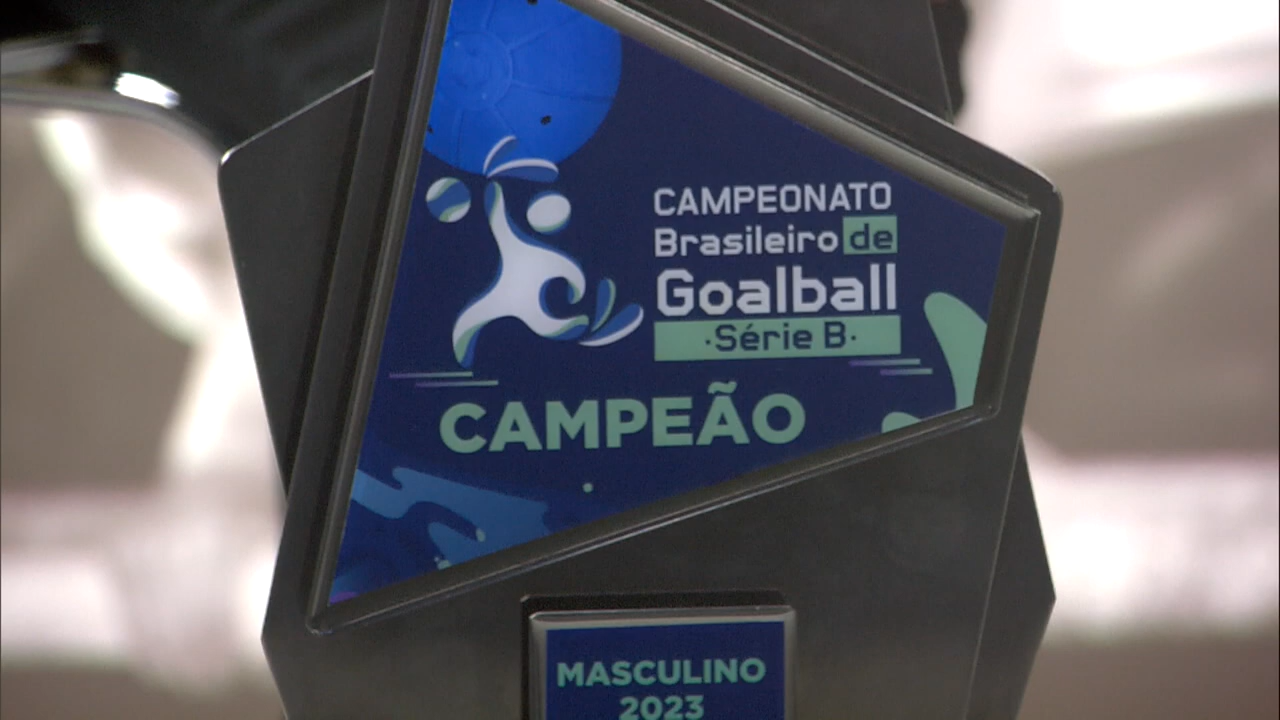 CAMPEONATO
Brasileiro de
Goalball
·Série B·
CAMPEÃO
MASCULINO
2023